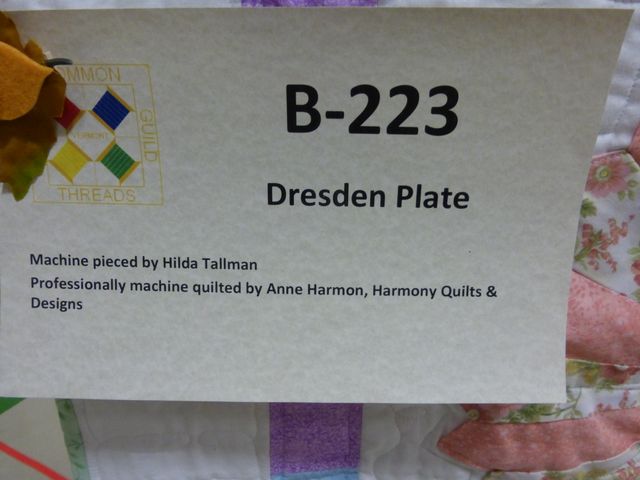 OMMON
GUILD
VERMONT
THREADS
B-223
Dresden Plate
Machine pieced by Hilda Tallman
Professionally machine quilted by Anne Harmon, Harmony Quilts &
Designs